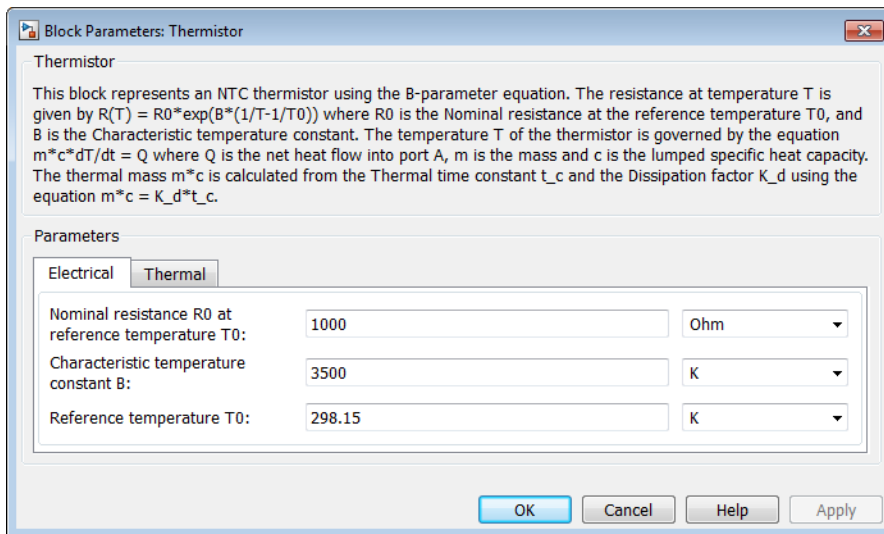 Block Parameters: Thermistor
Thermistor
This block represents an NTC thermistor using the B-parameter equation. The resistance at temperature T is
given by R(T) = R0*exp(B*(1/T-1/T0)) where R0 is the Nominal resistance at the reference temperature T0, and
B is the Characteristic temperature constant. The temperature T of the thermistor is governed by the equation
m*c*dT/dt = Q where Q is the net heat flow into port A, m is the mass and c is the lumped specific heat capacity.
The thermal mass m*c is calculated from the Thermal time constant t_c and the Dissipation factor K_d using the
equation m*c = K_d*t_c.
Parameters
Electrical Thermal
Nominal resistance R0 at
reference temperature T0: 1000 Ohm
Characteristic temperature
constant B: 3500 K
Reference temperature T0: 298.15 K
OK Cancel Help Apply